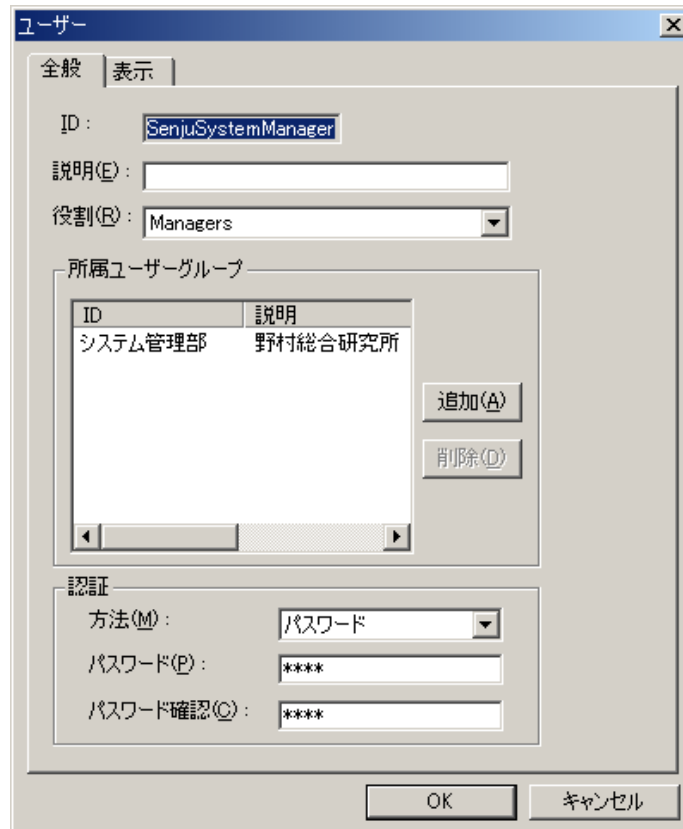 ユーザー
全般 表示
ID: SenjuSystemManager
説明(E):
役割(R): Managers
所属ユーザーグループ
ID 説明
システム管理部 野村総合研究所
追加(A)
削除(D)
認証
方法(M): パスワード
パスワード(P): ****
パスワード確認(C): ****
OK キャンセル